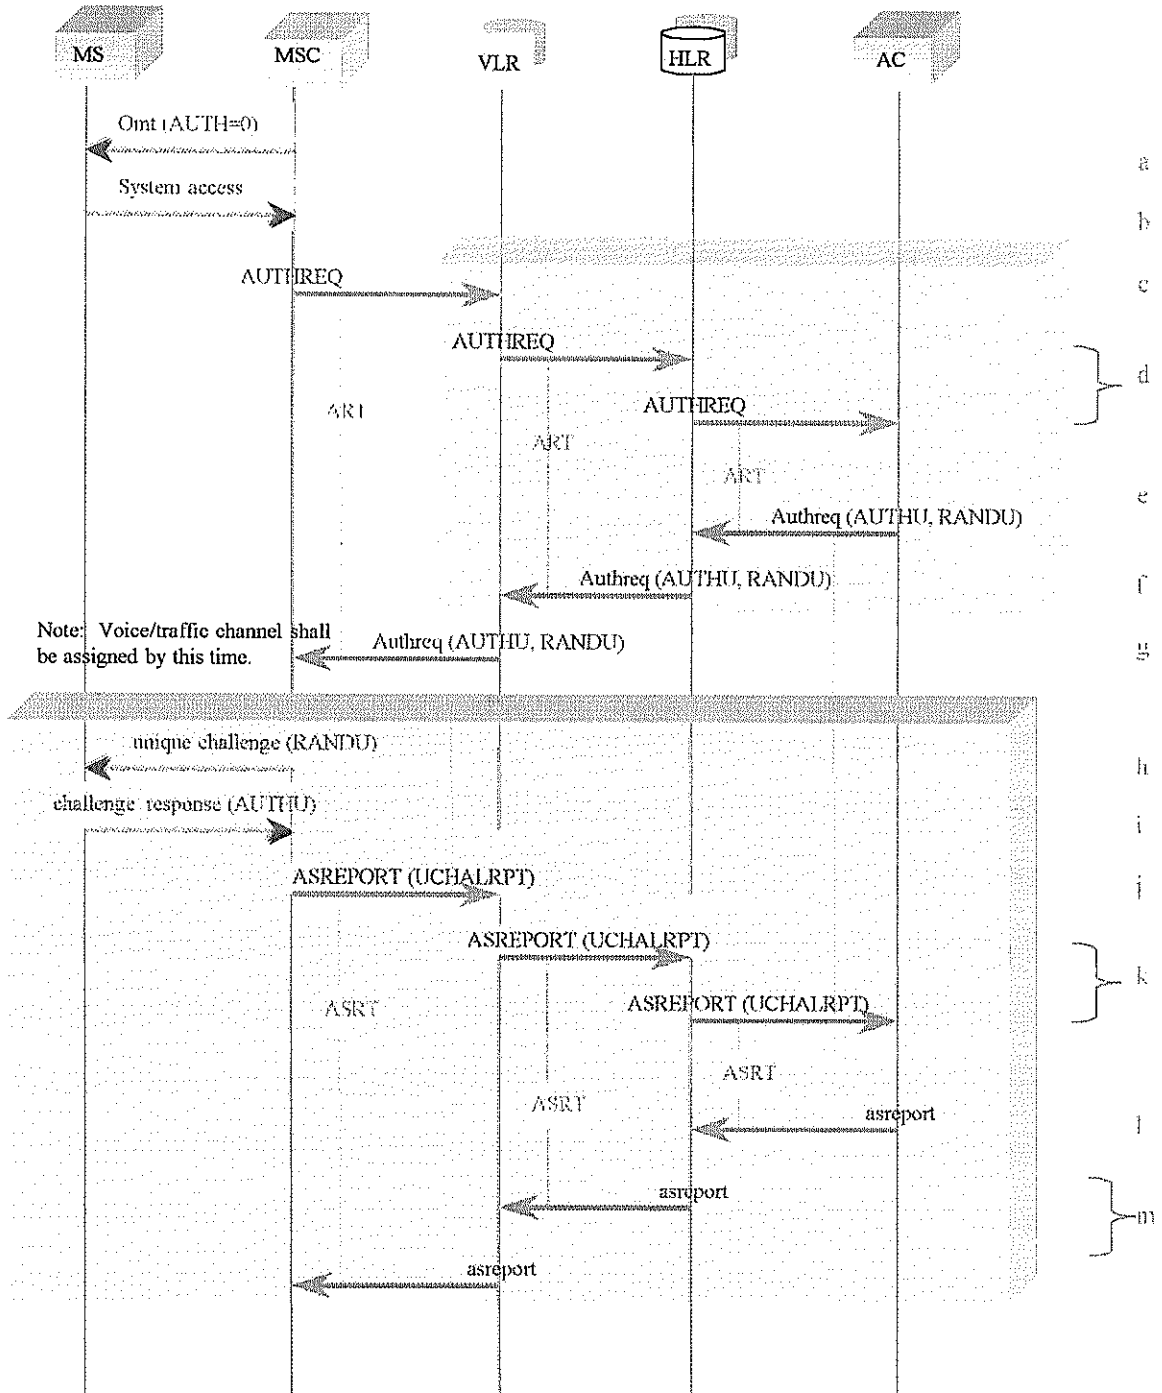 MS
MSC
VLR
HLR
AC
Omt (AUTH=0)
a
System access
b
AUTHREQ
c
AUTHREQ
d
ART
AUTHREQ
ART
ART
e
Authreq (AUTHU, RANDU)
Authreq (AUTHU, RANDU)
f
Note: Voice/traffic channel shall
be assigned by this time.
Authreq (AUTHU, RANDU)
g
unique challenge (RANDU)
h
challenge response (AUTHU)
i
ASREPORT (UCHALRPT)
j
ASREPORT (UCHALRPT)
k
ASRT
ASREPORT (UCHALRPT)
ASRT
ASRT
asreport
l
asreport
m
asreport